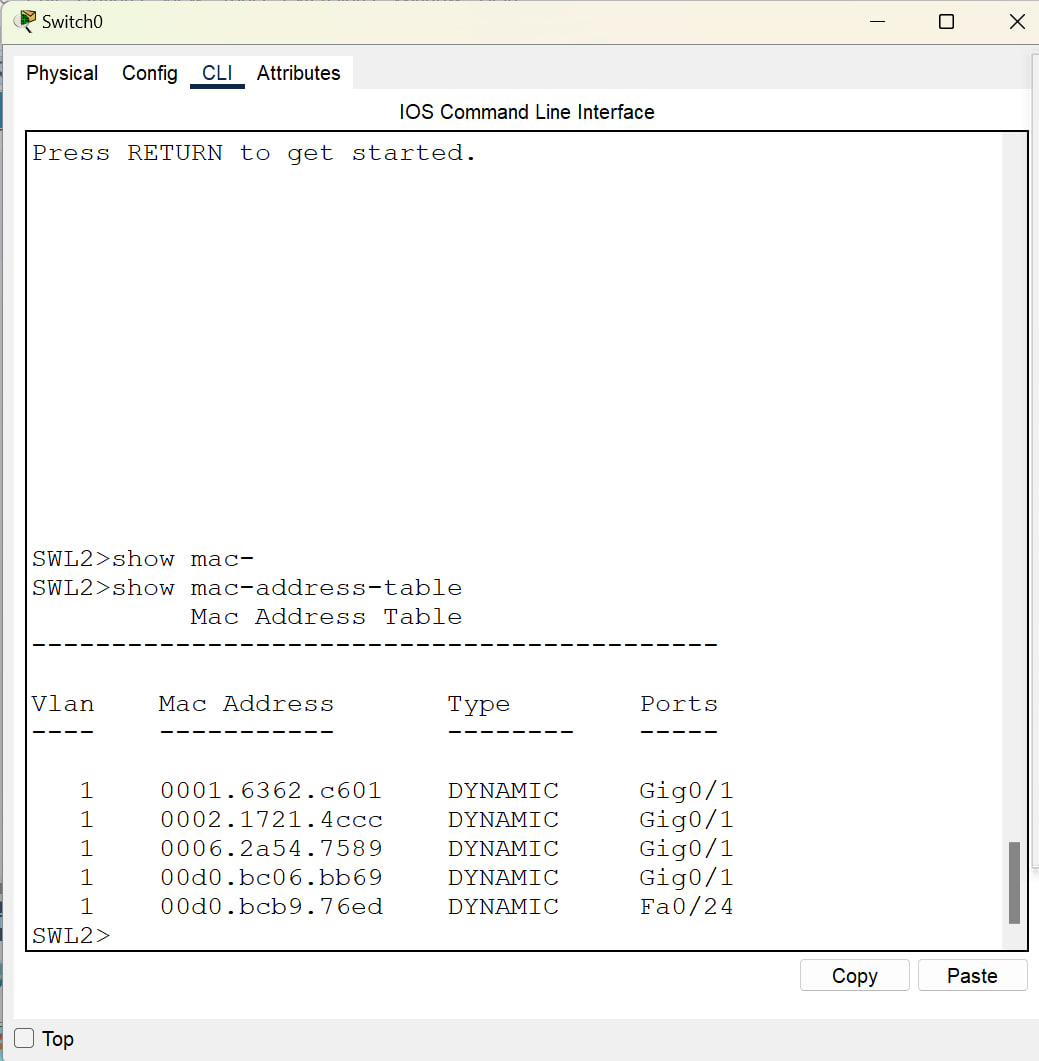 Switch0
Physical Config CLI Attributes
IOS Command Line Interface
Press RETURN to get started.
SWL2>show mac-
SWL2>show mac-address-table
Mac Address Table
-------------------------------------------
Vlan Mac Address Type Ports
---- ----------- -------- -----
1 0001.6362.c601 DYNAMIC Gig0/1
1 0002.1721.4ccc DYNAMIC Gig0/1
1 0006.2a54.7589 DYNAMIC Gig0/1
1 00d0.bc06.bb69 DYNAMIC Gig0/1
1 00d0.bcb9.76ed DYNAMIC Fa0/24
SWL2>
Copy Paste
Top